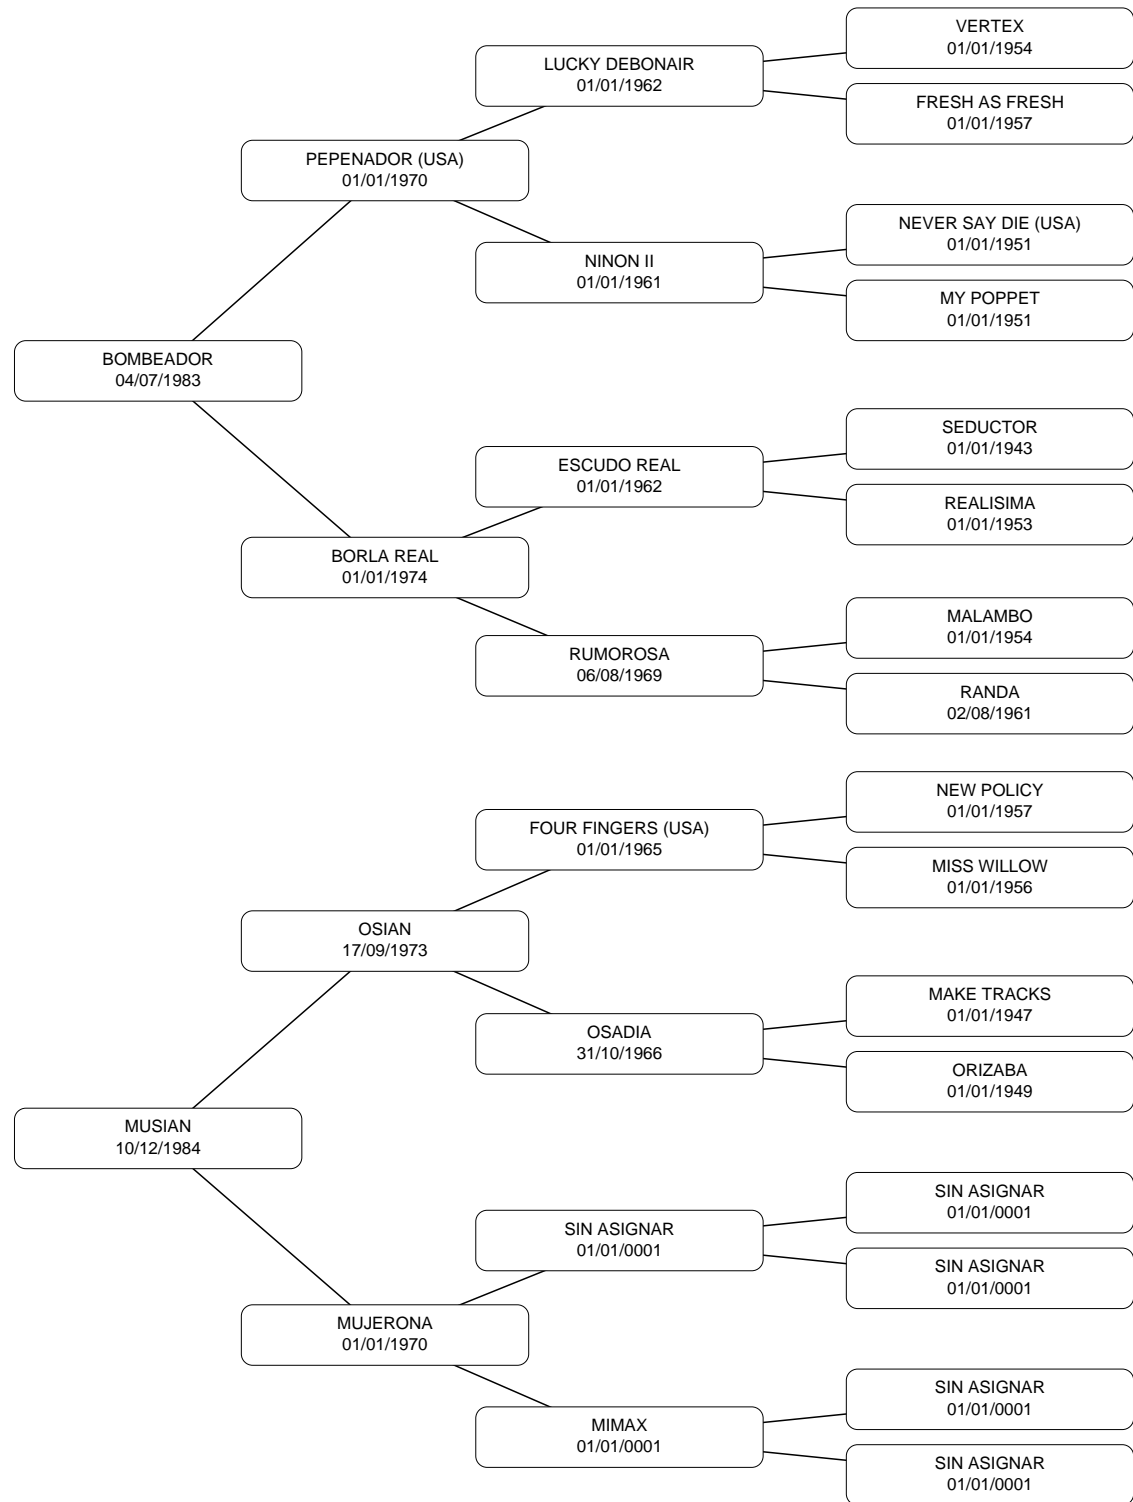 VERTEX
01/01/1954
LUCKY DEBONAIR
01/01/1962
FRESH AS FRESH
01/01/1957
PEPENADOR (USA)
01/01/1970
NEVER SAY DIE (USA)
01/01/1951
NINON II
01/01/1961
MY POPPET
01/01/1951
BOMBEADOR
04/07/1983
SEDUCTOR
01/01/1943
ESCUDO REAL
01/01/1962
REALISIMA
01/01/1953
BORLA REAL
01/01/1974
MALAMBO
01/01/1954
RUMOROSA
06/08/1969
RANDA
02/08/1961
NEW POLICY
01/01/1957
FOUR FINGERS (USA)
01/01/1965
MISS WILLOW
01/01/1956
OSIAN
17/09/1973
MAKE TRACKS
01/01/1947
OSADIA
31/10/1966
ORIZABA
01/01/1949
MUSIAN
10/12/1984
SIN ASIGNAR
01/01/0001
SIN ASIGNAR
01/01/0001
SIN ASIGNAR
01/01/0001
MUJERONA
01/01/1970
SIN ASIGNAR
01/01/0001
MIMAX
01/01/0001
SIN ASIGNAR
01/01/0001